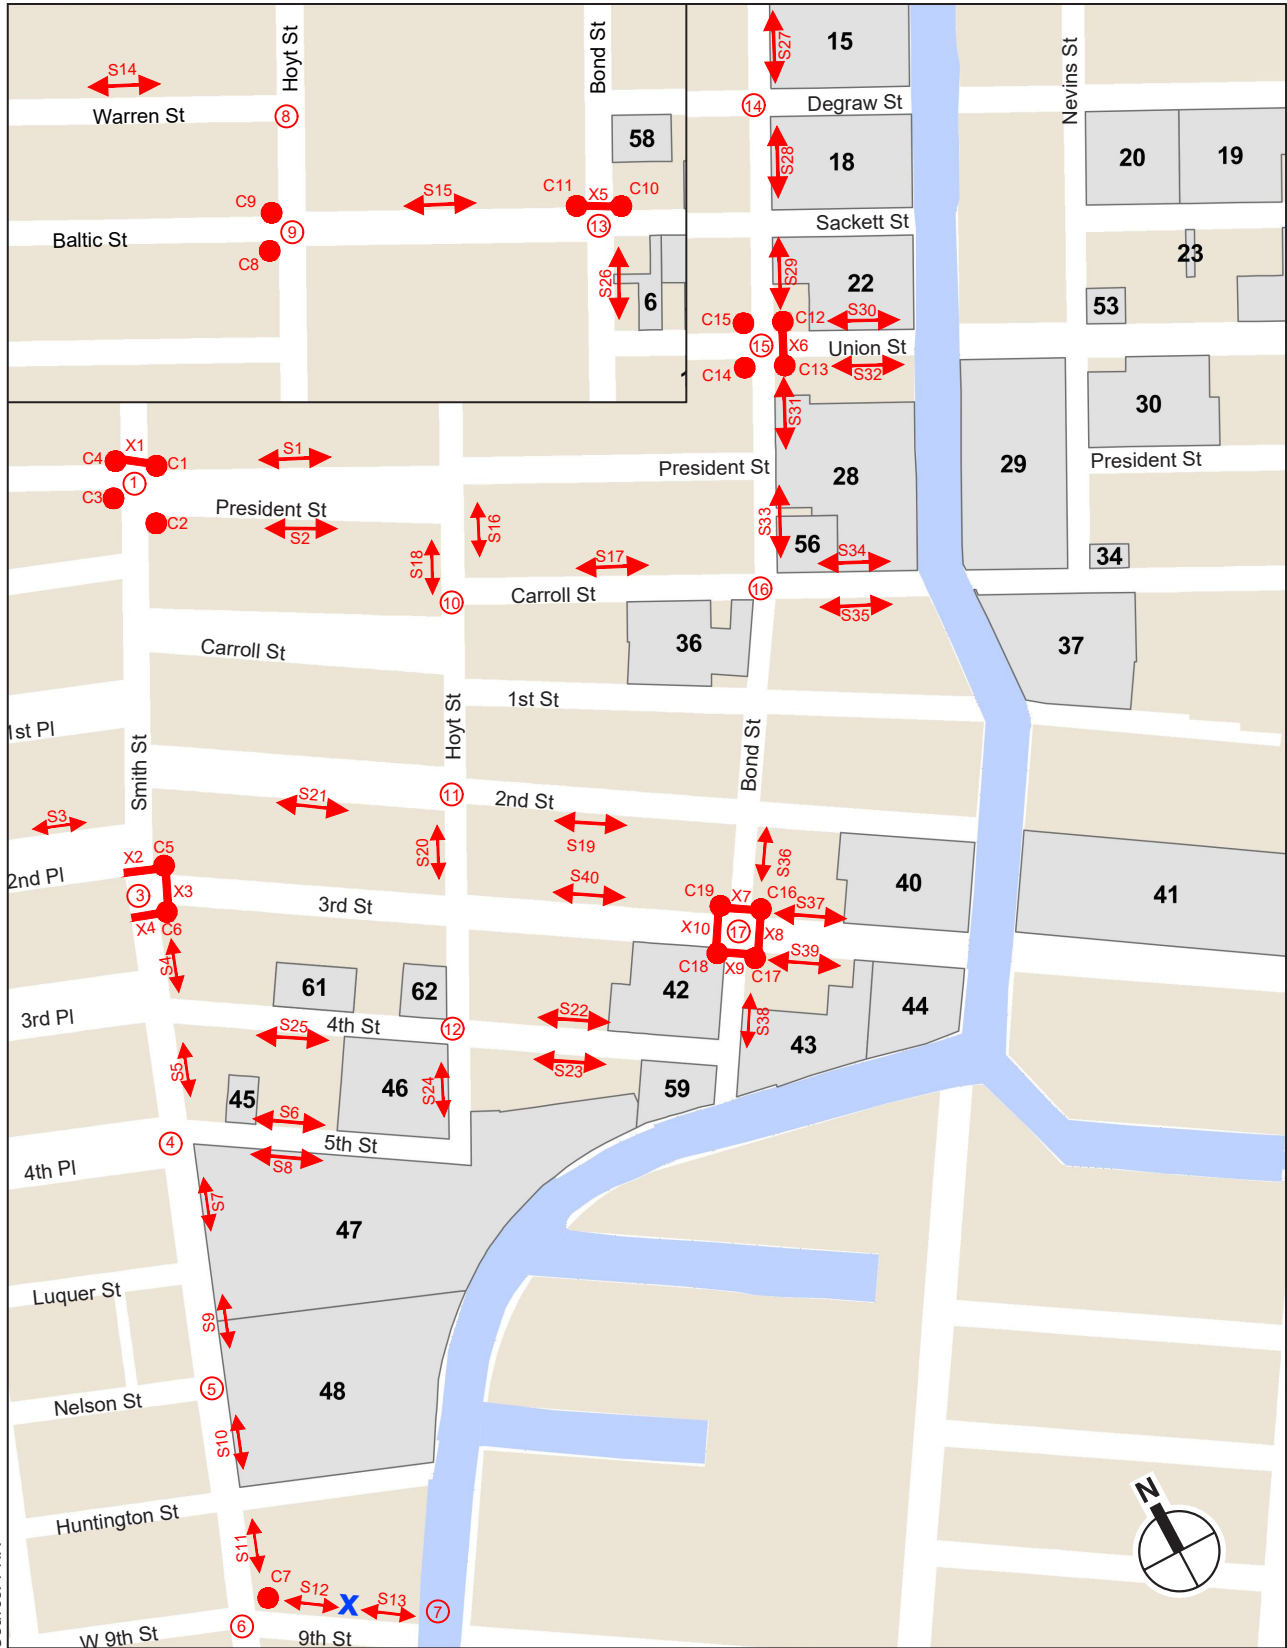 Hoyt St
Bond St
S27
15
Nevins St
S14
Warren St
8
14
Degraw St
58
S28
18
20
19
C9
S15
C11
X5
C10
Baltic St
9
13
Sackett St
C8
S26
6
S29
22
23
53
C15
C12
S30
15
X6
Union St
C14
C13
S32
S31
30
X1
C4
C1
S1
1
President St
28
29
President St
C3
C2
President St
S2
S16
S33
56
S18
S17
S34
34
10
Carroll St
16
S35
36
37
Carroll St
1st St
1st Pl
Smith St
Hoyt St
Bond St
S21
11
2nd St
S3
S19
S20
S36
X2
C5
2nd Pl
3
X3
3rd St
S40
C19
X7
C16
S37
40
41
X4
C6
X10
17
X8
C18
X9
C17
S39
S4
61
62
42
44
3rd Pl
S25
4th St
12
S22
S38
43
S5
S23
45
46
S24
59
S6
4
5th St
4th Pl
S8
S7
47
Luquer St
S9
5
48
Nelson St
S10
N
Huntington St
S11
C7
S12
X
S13
7
6
W 9th St
9th St